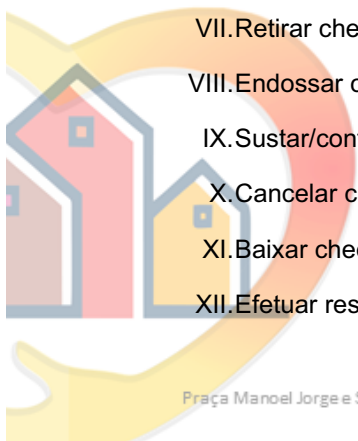 VII.Retirar che
VIII.Endossar c
IX.Sustar/con
X.Cancelar c
XI.Baixar che
XII.Efetuar res
Praça Manoel Jorge e S